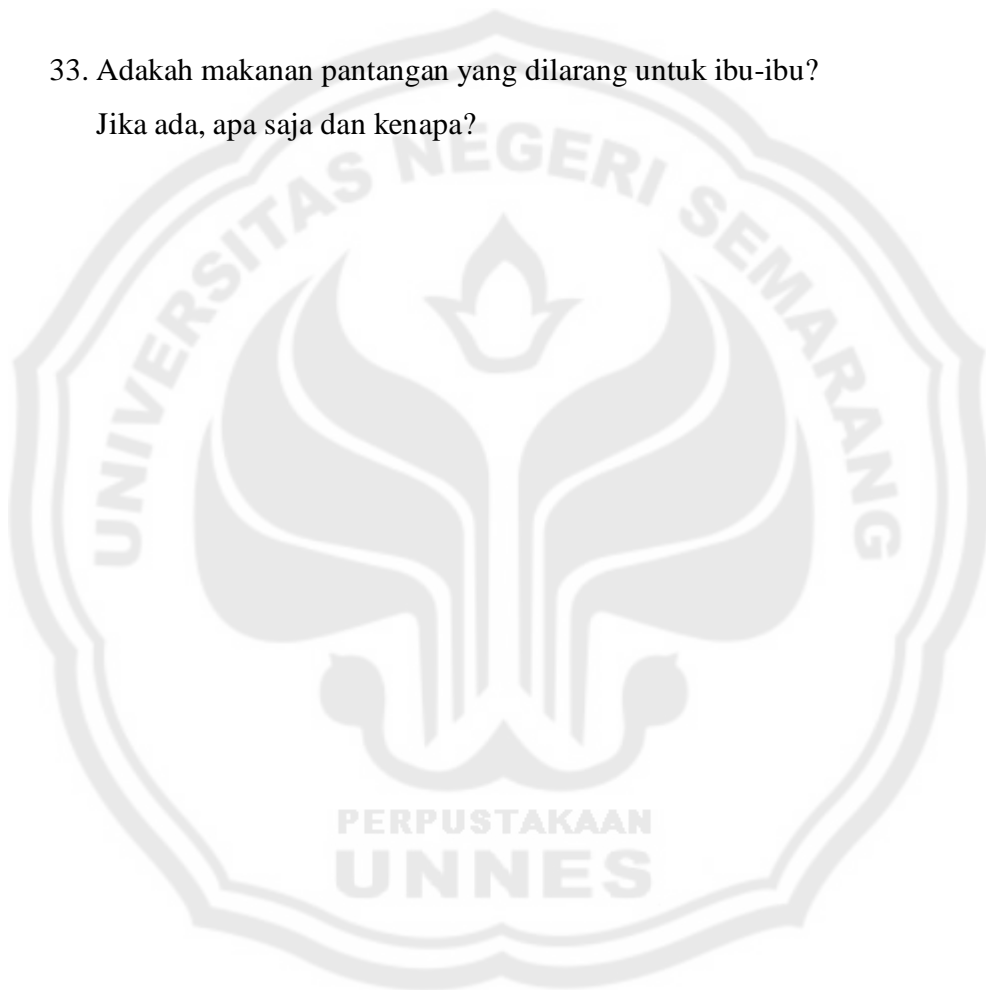 33. Adakah makanan pantangan yang dilarang untuk ibu-ibu?
Jika ada, apa saja dan kenapa?
UNIVERSITAS NEGERI SEMARANG
PERPUSTAKAAN
UNNES